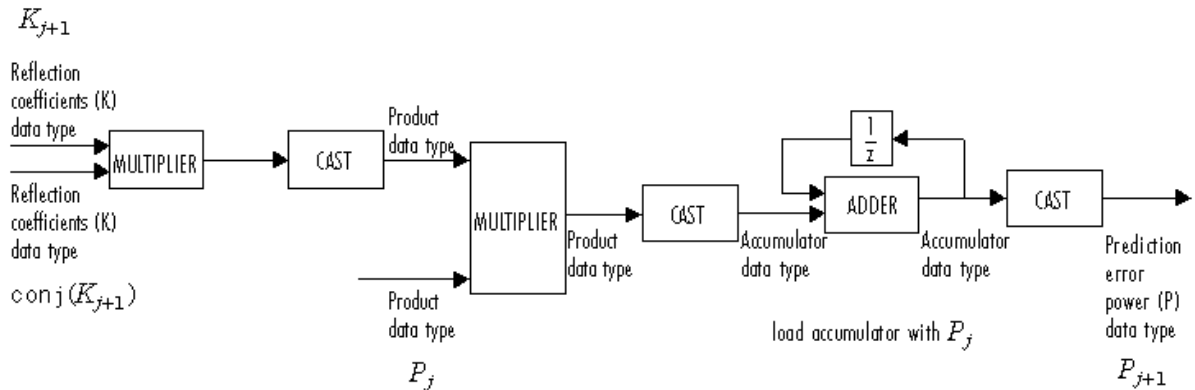 K_{j+1}
Reflection
coefficients (K)
data type
MULTIPLIER
Reflection
coefficients (K)
data type
conj(K_{j+1})
CAST
Product
data type
MULTIPLIER
Product
data type
P_j
Product
data type
CAST
Accumulator
data type
1
z
ADDER
Accumulator
data type
load accumulator with P_j
CAST
Prediction
error
power (P)
data type
P_{j+1}